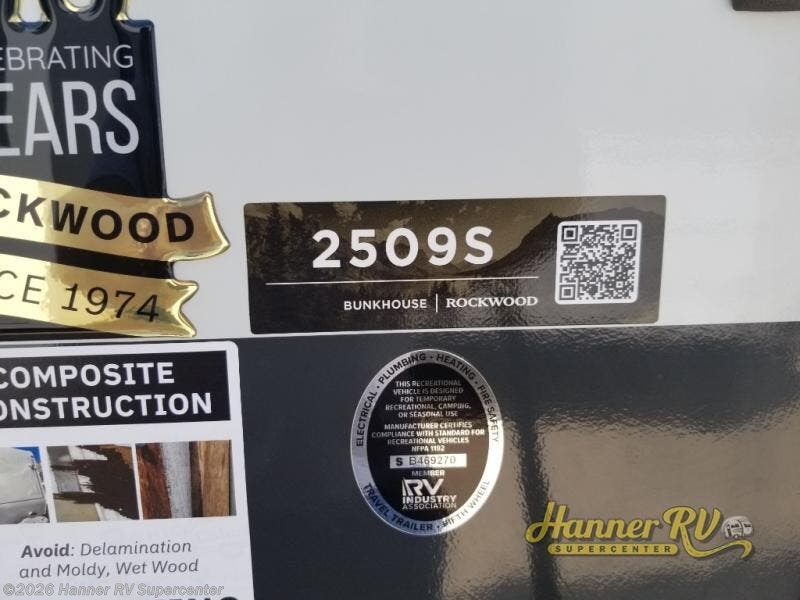 EBRATING
EARS
CKWOOD
CE 1974
2509S
BUNKHOUSE | ROCKWOOD
COMPOSITE
ONSTRUCTION
Avoid: Delamination
and Moldy, Wet Wood
ELECTRICAL · PLUMBING · HEATING · FIRE SAFETY
THIS RECREATIONAL
VEHICLE IS DESIGNED
FOR TEMPORARY
RECREATIONAL, CAMPING,
OR SEASONAL USE
MANUFACTURER CERTIFIES
COMPLIANCE WITH STANDARD FOR
RECREATIONAL VEHICLES
NFPA 1192
S B469270
MEMBER
RV
INDUSTRY
ASSOCIATION
TRAVEL TRAILER · FIFTH WHEEL
Hanner RV
SUPERCENTER
©2026 Hanner RV Supercenter